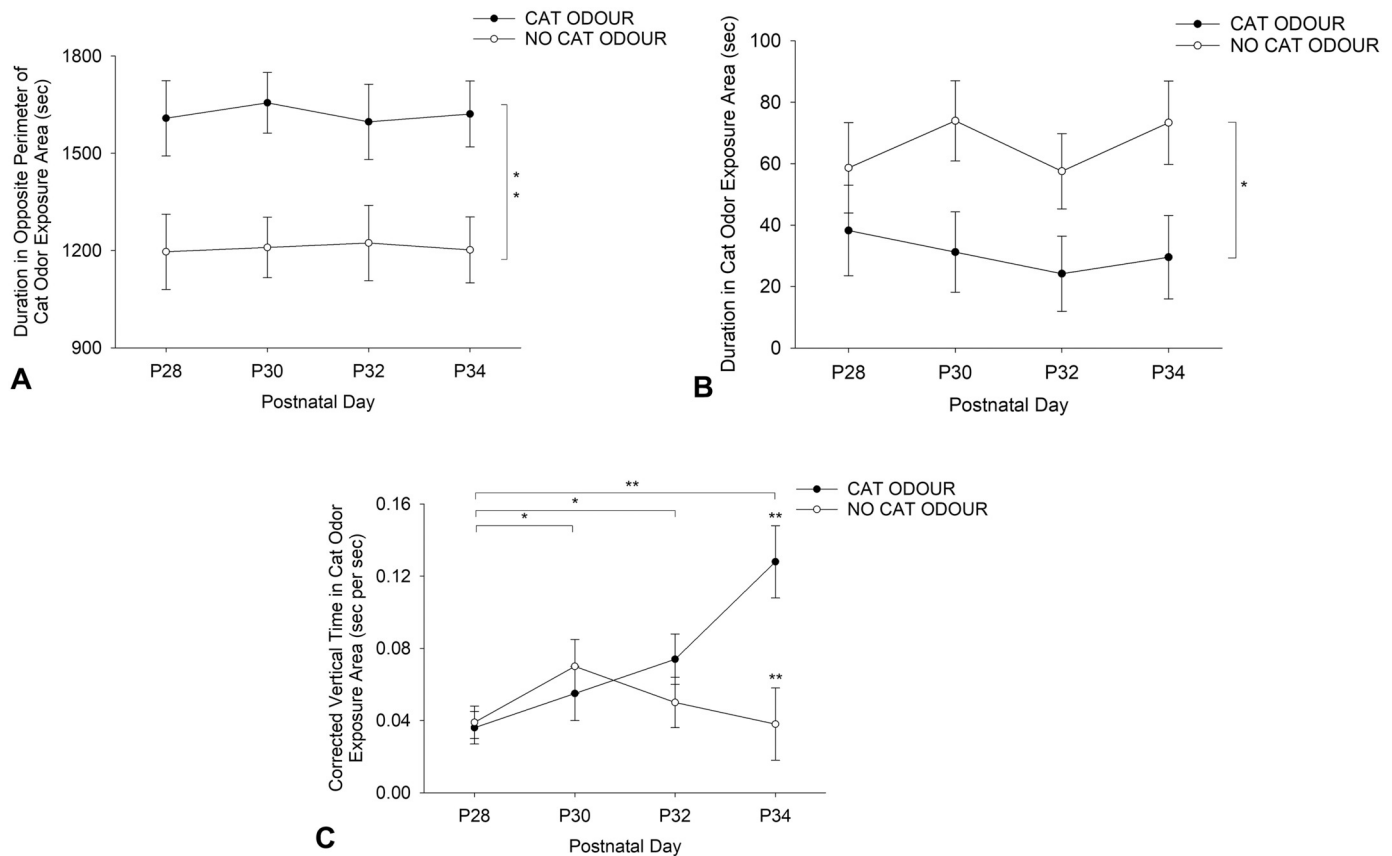 CAT ODOUR
NO CAT ODOUR
Duration in Opposite Perimeter of
Cat Odor Exposure Area (sec)
1800
1500
1200
900
*
*
P28 P30 P32 P34
Postnatal Day
A
CAT ODOUR
NO CAT ODOUR
Duration in Cat Odor Exposure Area (sec)
100
80
60
40
20
0
*
P28 P30 P32 P34
Postnatal Day
B
CAT ODOUR
NO CAT ODOUR
Corrected Vertical Time in Cat Odor
Exposure Area (sec per sec)
0.16
0.12
0.08
0.04
0.00
**
*
*
**
**
P28 P30 P32 P34
Postnatal Day
C